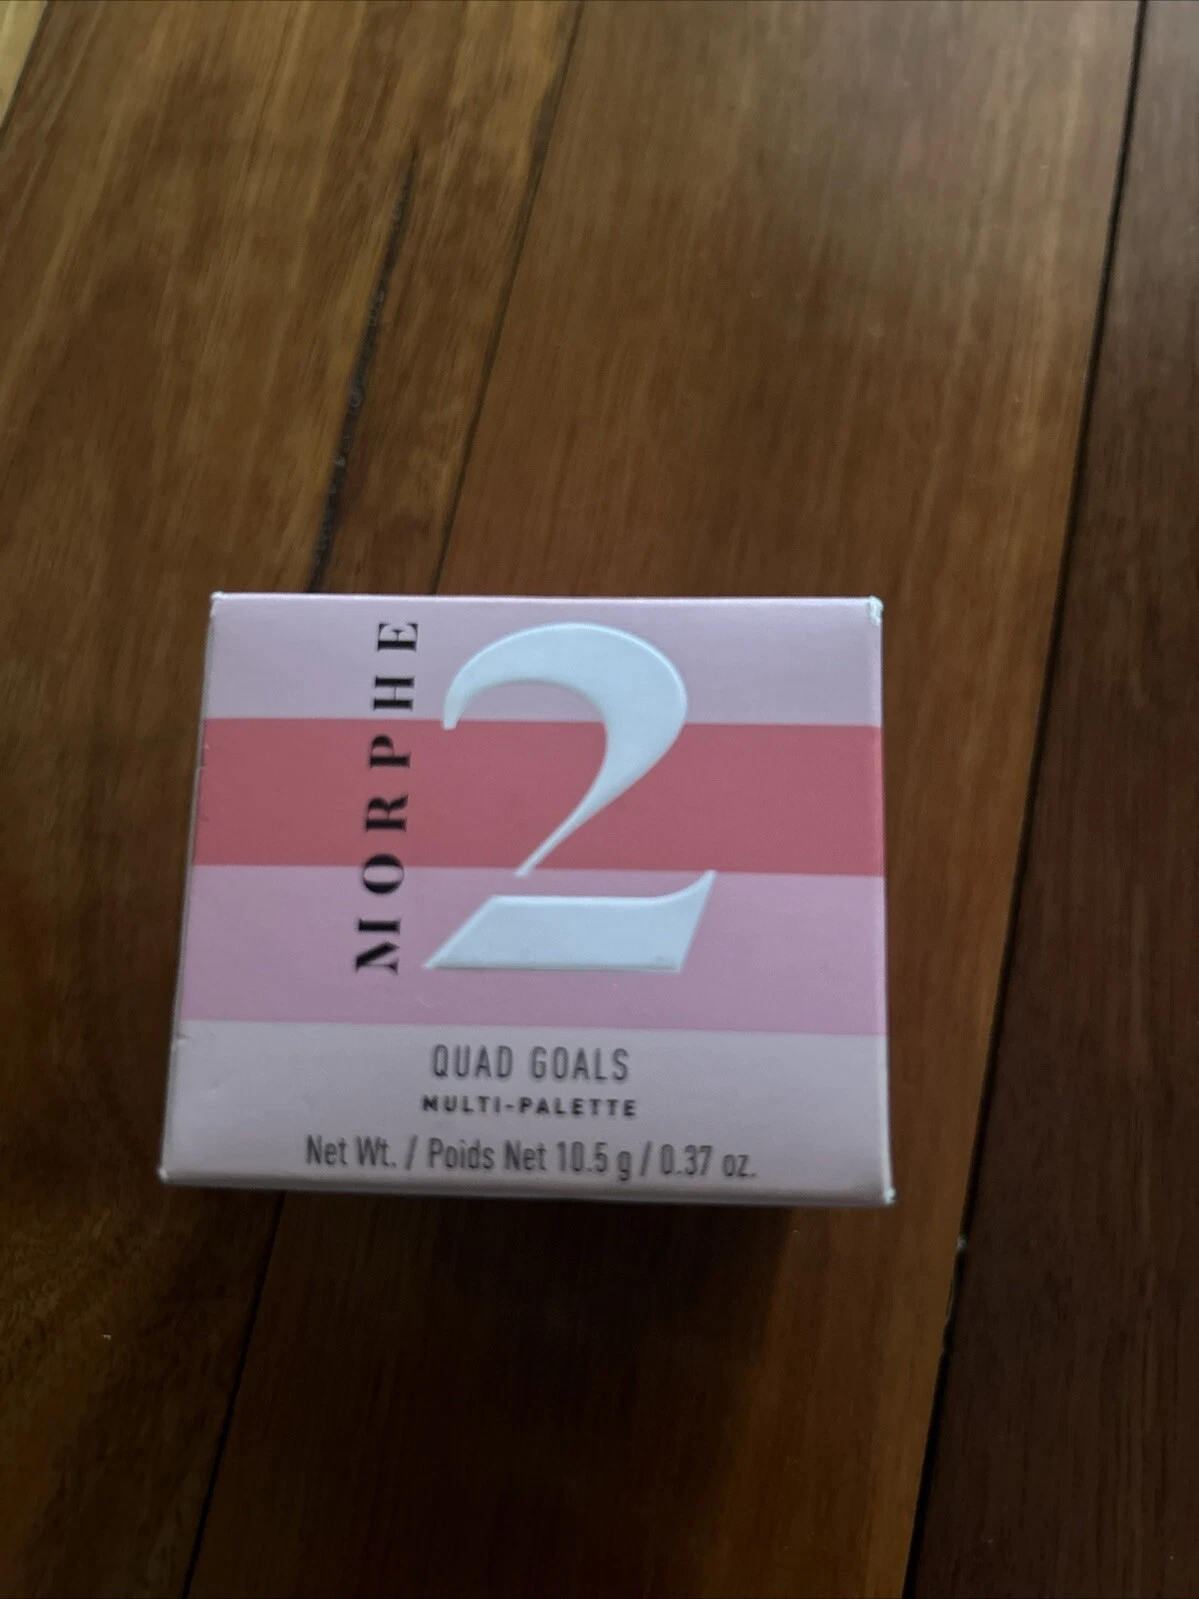 MORPHE
2
QUAD GOALS
MULTI-PALETTE
Net Wt. / Poids Net 10.5 g / 0.37 oz.